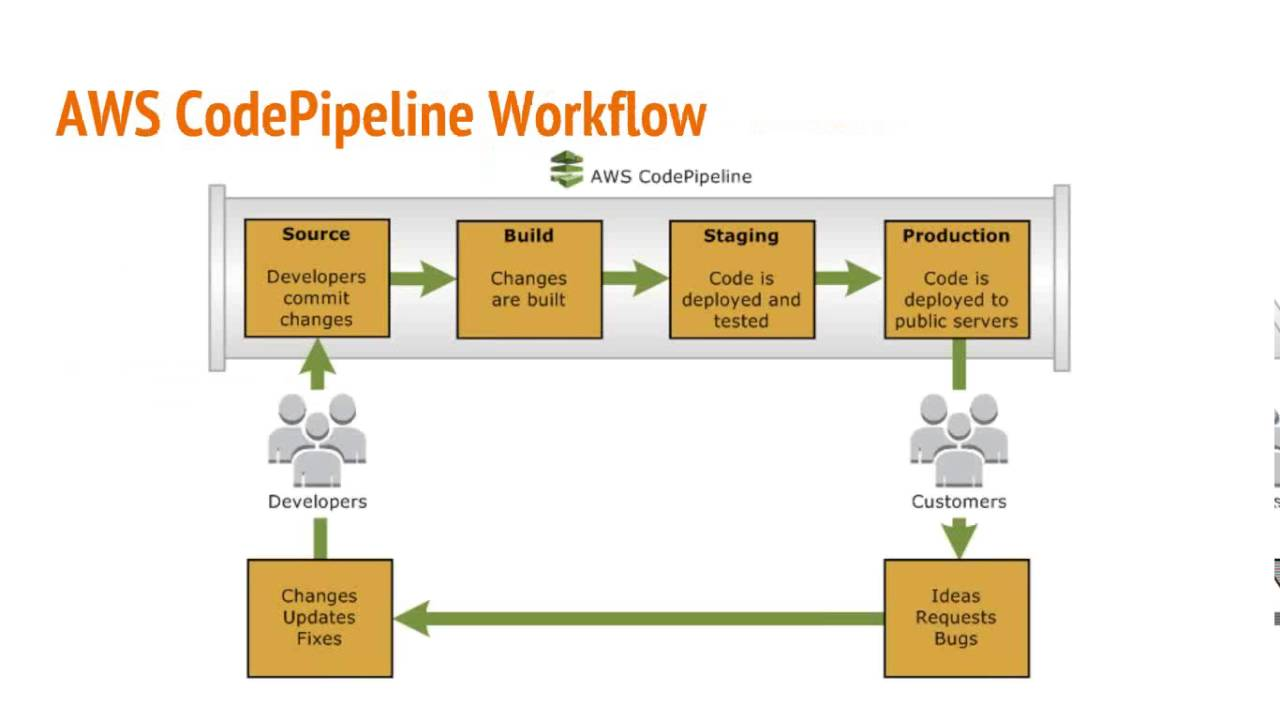 AWS CodePipeline Workflow
AWS CodePipeline
Source
Developers
commit
changes
Build
Changes
are built
Staging
Code is
deployed and
tested
Production
Code is
deployed to
public servers
Developers
Customers
Changes
Updates
Fixes
Ideas
Requests
Bugs